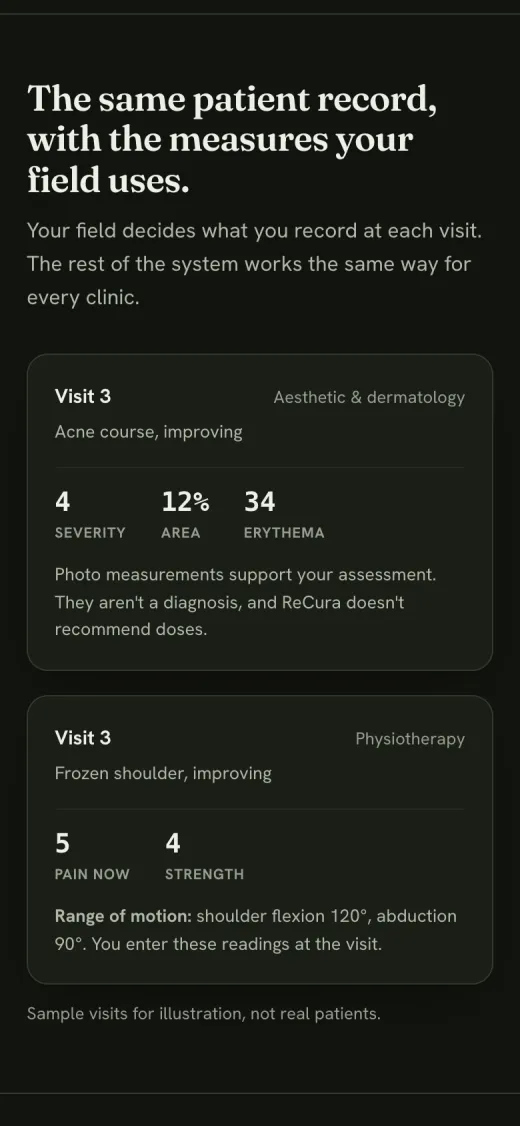 The same patient record,
with the measures your
field uses.
Your field decides what you record at each visit.
The rest of the system works the same way for
every clinic.
Visit 3
Aesthetic & dermatology
Acne course, improving
4 12% 34
SEVERITY AREA ERYTHEMA
Photo measurements support your assessment.
They aren't a diagnosis, and ReCura doesn't
recommend doses.
Visit 3
Physiotherapy
Frozen shoulder, improving
5 4
PAIN NOW STRENGTH
Range of motion: shoulder flexion 120°, abduction
90°. You enter these readings at the visit.
Sample visits for illustration, not real patients.